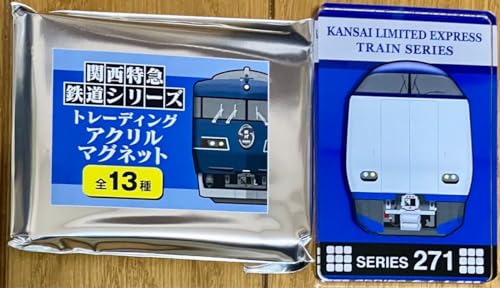 関西特急
鉄道シリーズ
トレーディング
アクリル
マグネット
全13種
KANSAI LIMITED EXPRESS
TRAIN SERIES
SERIES 271